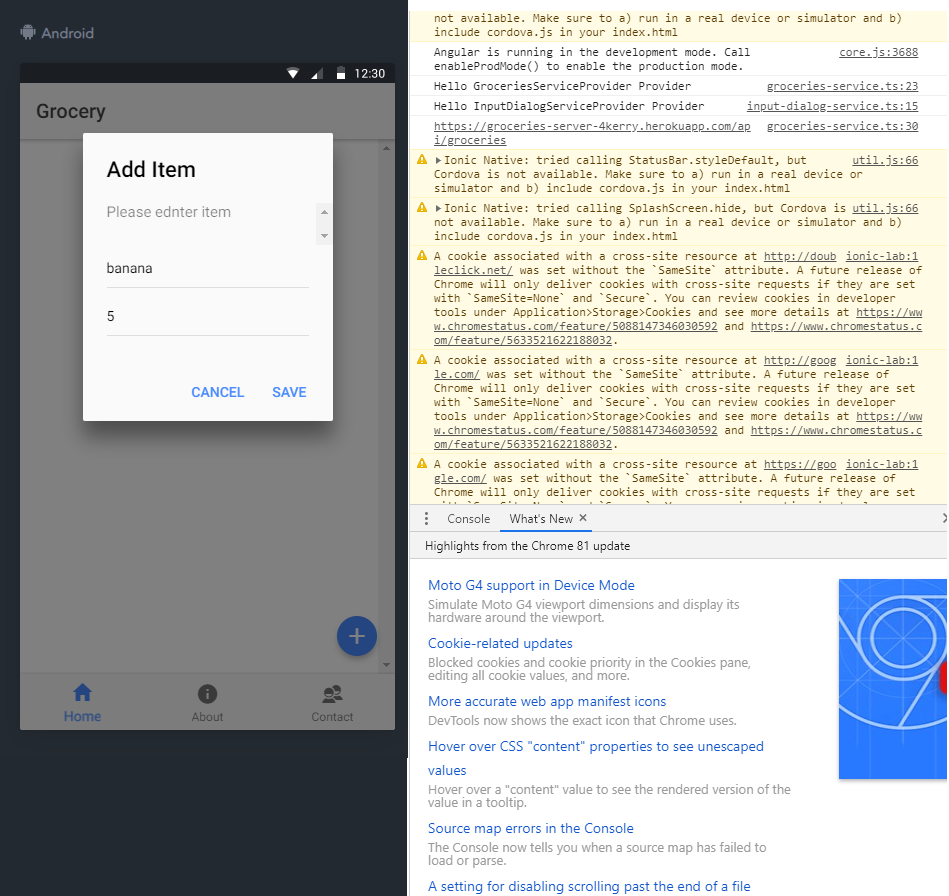 Android
12:30
Grocery
Add Item
Please ednter item
banana
5
CANCEL SAVE
Home About Contact
not available. Make sure to a) run in a real device or simulator and b)
include cordova.js in your index.html
Angular is running in the development mode. Call core.js:3688
enableProdMode() to enable the production mode.
Hello GroceriesServiceProvider Provider groceries-service.ts:23
Hello InputDialogServiceProvider Provider input-dialog-service.ts:15
https://groceries-server-4kerry.herokuapp.com/ap groceries-service.ts:30
i/groceries
Ionic Native: tried calling StatusBar.styleDefault, but util.js:66
Cordova is not available. Make sure to a) run in a real device or
simulator and b) include cordova.js in your index.html
Ionic Native: tried calling SplashScreen.hide, but Cordova is util.js:66
not available. Make sure to a) run in a real device or simulator and b)
include cordova.js in your index.html
A cookie associated with a cross-site resource at http://doub ionic-lab:1
leclick.net/ was set without the `SameSite` attribute. A future release of
Chrome will only deliver cookies with cross-site requests if they are set
with `SameSite=None` and `Secure`. You can review cookies in developer
tools under Application>Storage>Cookies and see more details at https://ww
w.chromestatus.com/feature/5088147346030592 and https://www.chromestatus.c
om/feature/5633521622188032.
A cookie associated with a cross-site resource at http://goog ionic-lab:1
le.com/ was set without the `SameSite` attribute. A future release of
Chrome will only deliver cookies with cross-site requests if they are set
with `SameSite=None` and `Secure`. You can review cookies in developer
tools under Application>Storage>Cookies and see more details at https://ww
w.chromestatus.com/feature/5088147346030592 and https://www.chromestatus.c
om/feature/5633521622188032.
A cookie associated with a cross-site resource at https://goo ionic-lab:1
gle.com/ was set without the `SameSite` attribute. A future release of
Chrome will only deliver cookies with cross-site requests if they are set
Console What's New
Highlights from the Chrome 81 update
Moto G4 support in Device Mode
Simulate Moto G4 viewport dimensions and display its
hardware around the viewport.
Cookie-related updates
Blocked cookies and cookie priority in the Cookies pane,
editing all cookie values, and more.
More accurate web app manifest icons
DevTools now shows the exact icon that Chrome uses.
Hover over CSS "content" properties to see unescaped
values
Hover over a "content" value to see the rendered version of the
value in a tooltip.
Source map errors in the Console
The Console now tells you when a source map has failed to
load or parse.
A setting for disabling scrolling past the end of a file